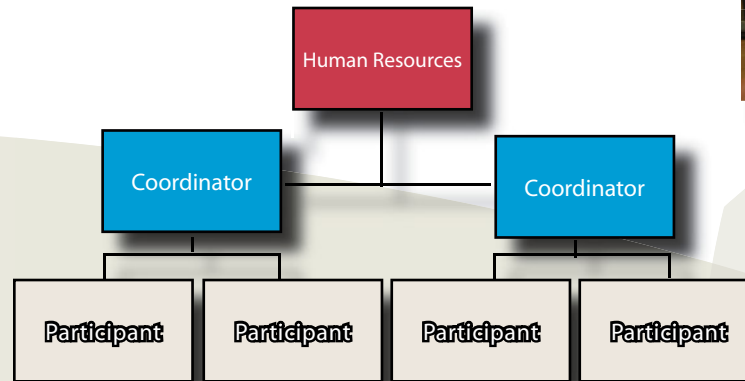 Human Resources
Coordinator
Coordinator
Participant
Participant
Participant
Participant